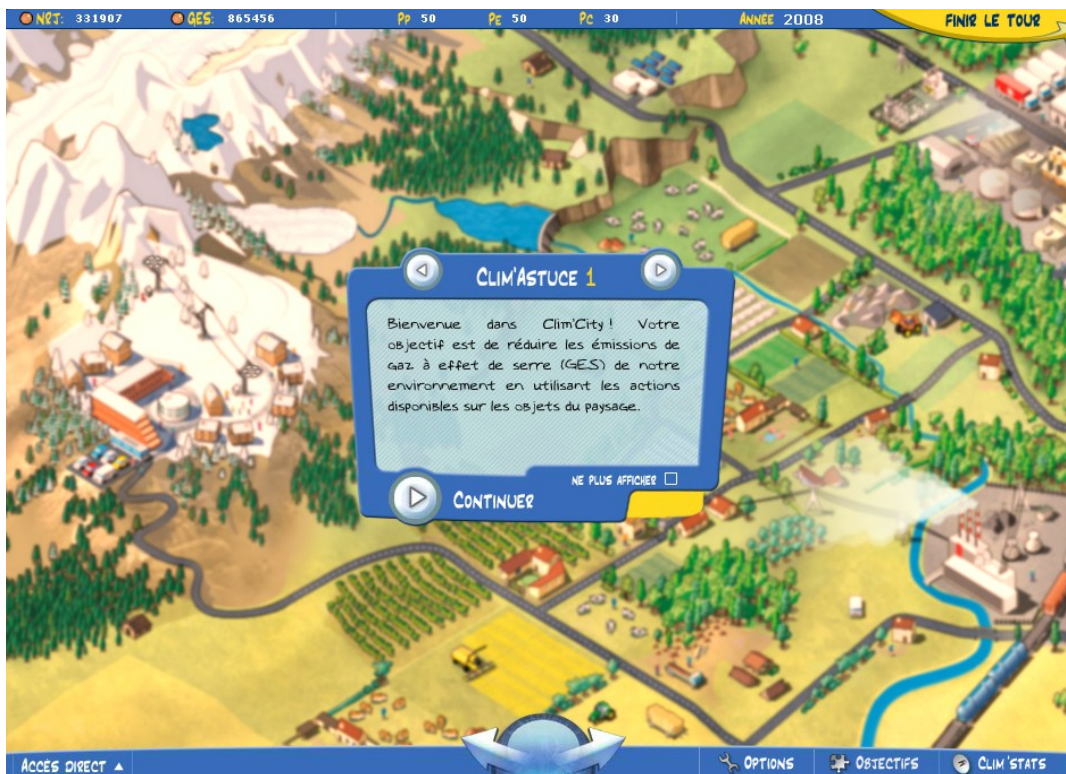 NRJ: 331907 GES: 865456 PP 50 PE 50 PC 30 ANNÉE 2008 FINIR LE TOUR
CLIM'ASTUCE 1
Bienvenue dans Clim'City ! Votre
objectif est de réduire les émissions de
gaz à effet de serre (GES) de notre
environnement en utilisant les actions
disponibles sur les objets du paysage.
NE PLUS AFFICHER
CONTINUER
ACCÈS DIRECT OPTIONS OBJECTIFS CLIM'STATS